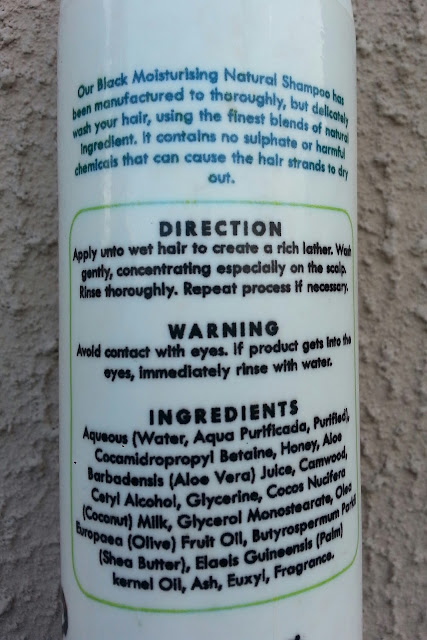 Our Black Moisturising Natural Shampoo has
been manufactured to thoroughly, but delicately
wash your hair, using the finest blends of natural
ingredient. It contains no sulphate or harmful
chemicals that can cause the hair strands to dry
out.
DIRECTION
Apply unto wet hair to create a rich lather. Wash
gently, concentrating especially on the scalp.
Rinse thoroughly. Repeat process if necessary.
WARNING
Avoid contact with eyes. If product gets into the
eyes, immediately rinse with water.
INGREDIENTS
Aqueous (Water, Aqua Purificada, Purified),
Cocamidropropyl Betaine, Honey, Aloe
Barbadensis (Aloe Vera) Juice, Camwood,
Cetyl Alcohol, Glycerine, Cocos Nucifera
(Coconut) Milk, Glycerol Monostearate, Olea
Europaea (Olive) Fruit Oil, Butyrospermum Parkii
(Shea Butter), Elaeis Guineensis (Palm)
kernel Oil, Ash, Euxyl, Fragrance.